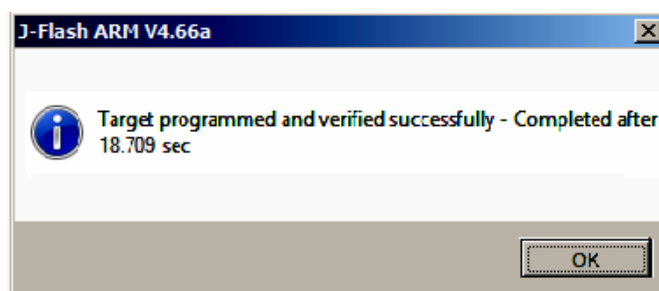 J-Flash ARM V4.66a
Target programmed and verified successfully - Completed after
18.709 sec
OK